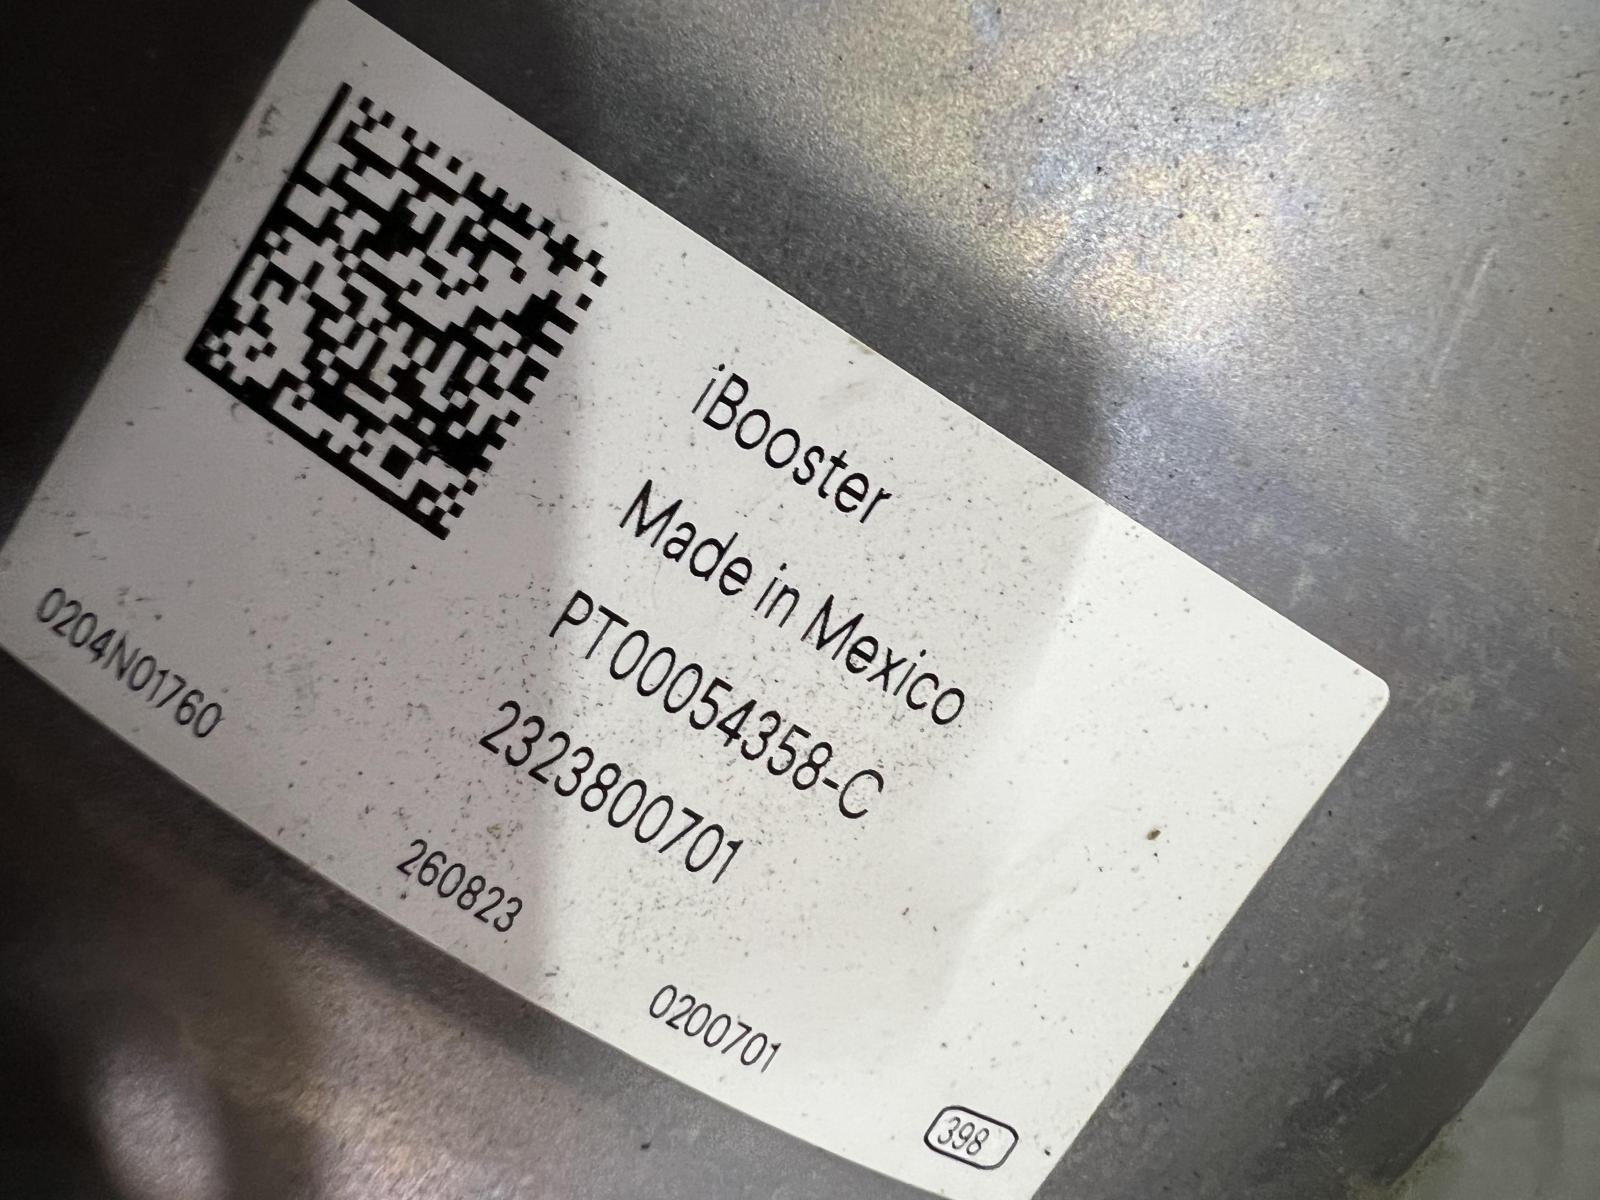 iBooster
Made in Mexico
PT00054358-C
2323800701
0204N01760
260823
0200701
398